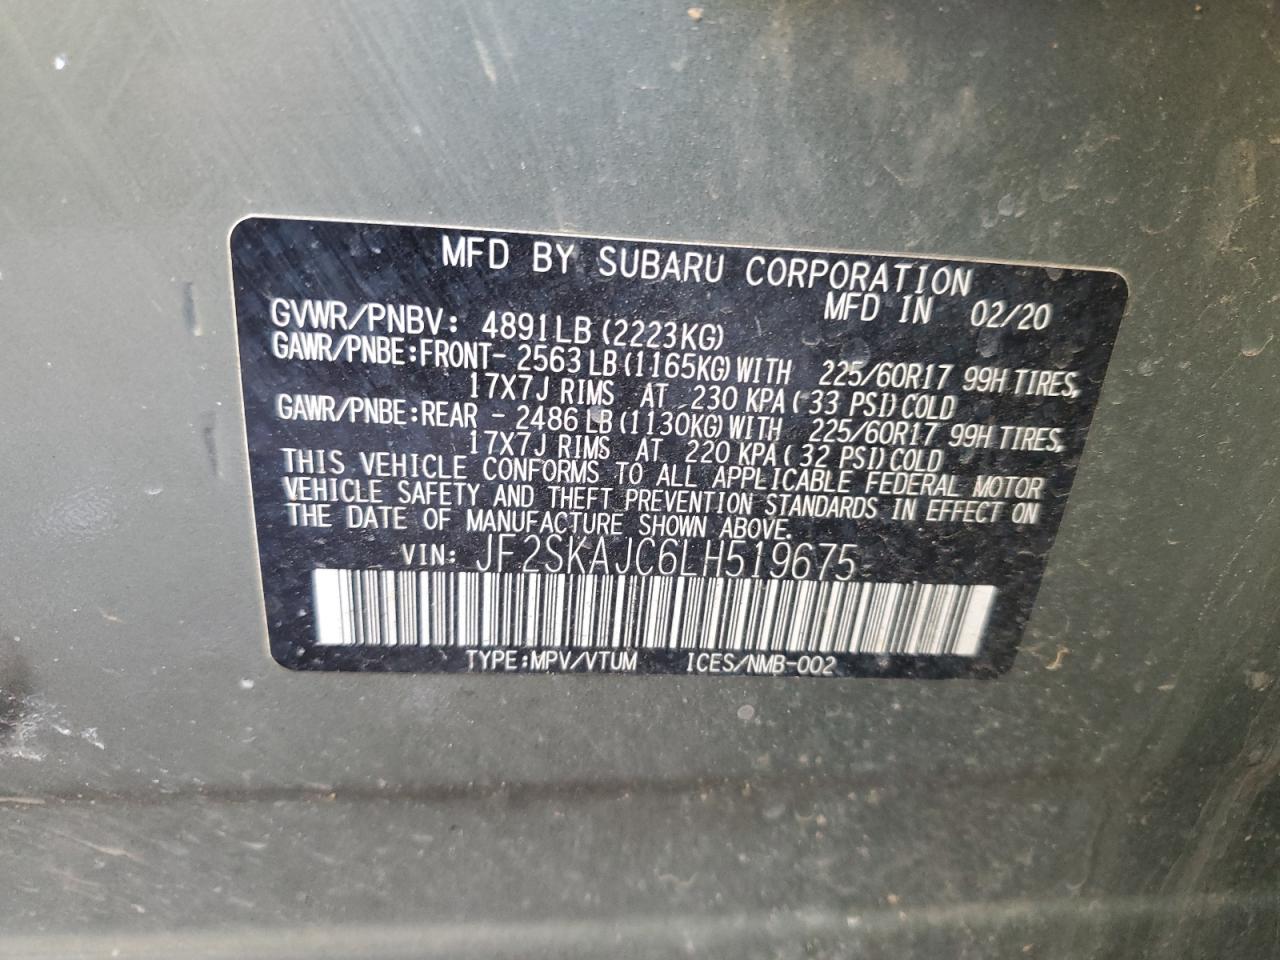 MFD BY SUBARU CORPORATION
MFD IN 02/20
GVWR/PNBV: 4891LB (2223KG)
GAWR/PNBE:FRONT- 2563 LB (1165KG) WITH 225/60R17 99H TIRES,
17X7J RIMS AT 230 KPA ( 33 PSI) COLD
GAWR/PNBE:REAR - 2486 LB (1130KG) WITH 225/60R17 99H TIRES,
17X7J RIMS AT 220 KPA ( 32 PSI) COLD
THIS VEHICLE CONFORMS TO ALL APPLICABLE FEDERAL MOTOR
VEHICLE SAFETY AND THEFT PREVENTION STANDARDS IN EFFECT ON
THE DATE OF MANUFACTURE SHOWN ABOVE.
VIN: JF2SKAJC6LH519675
TYPE:MPV/VTUM ICES/NMB-002